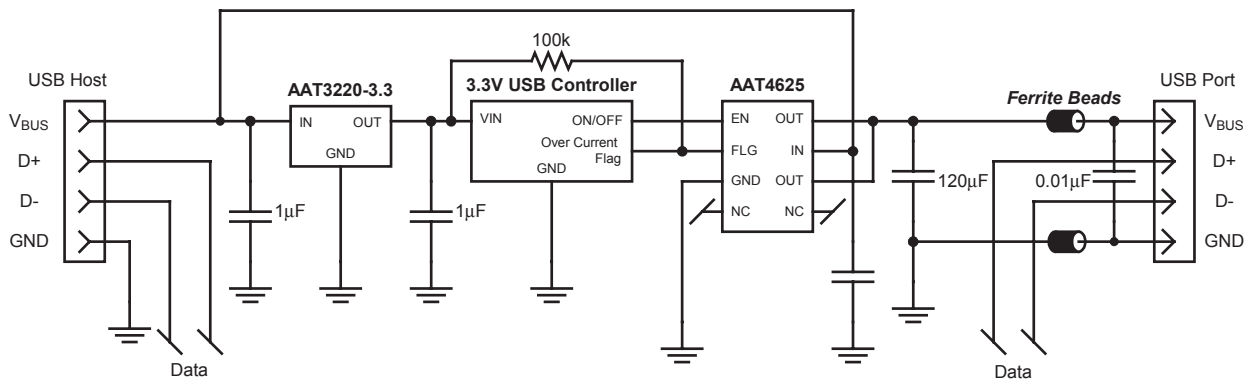 100k
USB Host
AAT3220-3.3
3.3V USB Controller
AAT4625
Ferrite Beads
USB Port
VBUS
IN
OUT
VIN
ON/OFF
EN
OUT
VBUS
D+
GND
Over Current
Flag
FLG
IN
D+
D-
GND
GND
OUT
120μF
0.01μF
D-
1μF
1μF
NC
NC
GND
GND
Data
Data